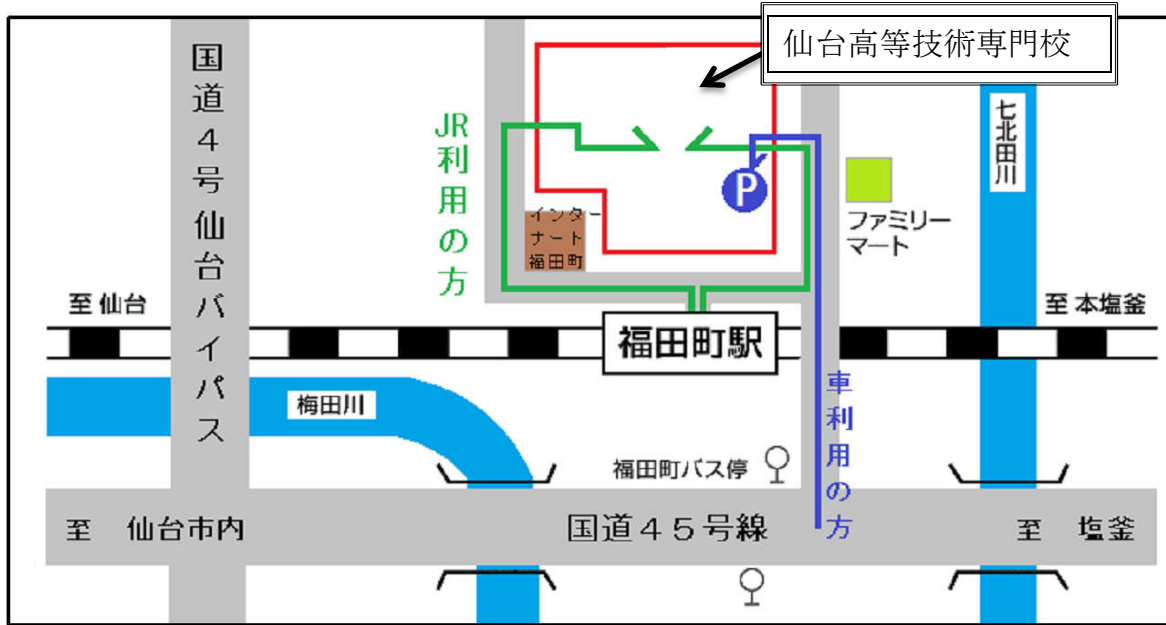 仙台高等技術専門校
国道4号仙台バイパス
JR利用の方
七北田川
P
ファミリー
マート
インター
ナート
福田町
至 仙台
至 本塩釜
福田町駅
車利用の方
梅田川
福田町バス停
至 仙台市内
国道45号線
至 塩釜